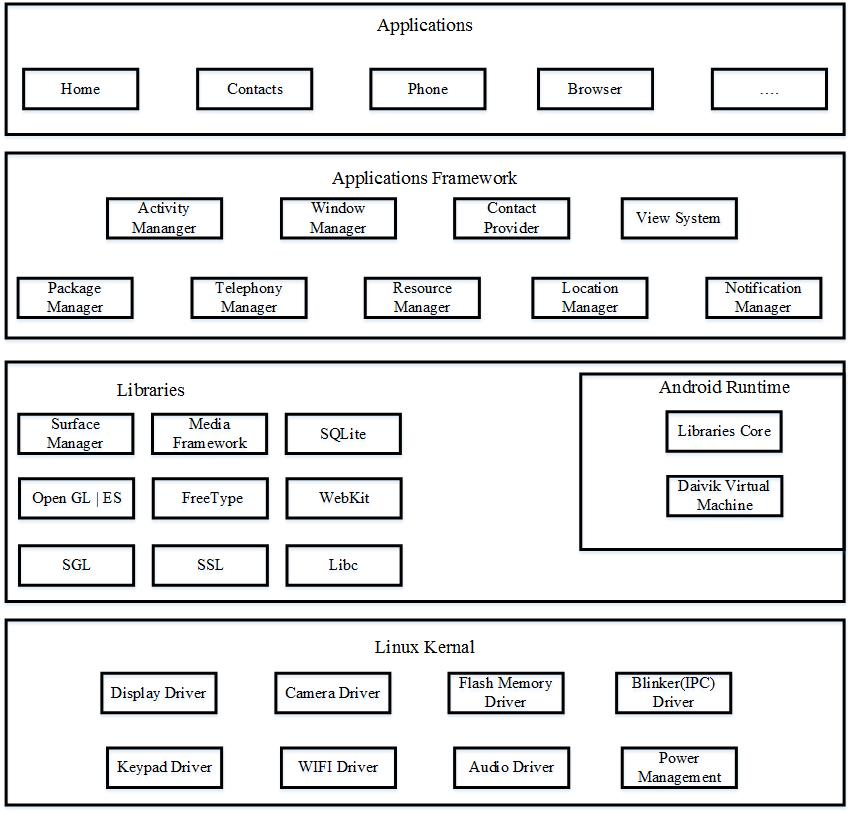 Applications
Home
Contacts
Phone
Browser
....
Applications Framework
Activity
Mananger
Window
Manager
Contact
Provider
View System
Package
Manager
Telephony
Manager
Resource
Manager
Location
Manager
Notification
Manager
Libraries
Surface
Manager
Media
Framework
SQLite
Open GL | ES
FreeType
WebKit
SGL
SSL
Libc
Android Runtime
Libraries Core
Daivik Virtual
Machine
Linux Kernal
Display Driver
Camera Driver
Flash Memory
Driver
Blinker(IPC)
Driver
Keypad Driver
WIFI Driver
Audio Driver
Power
Management